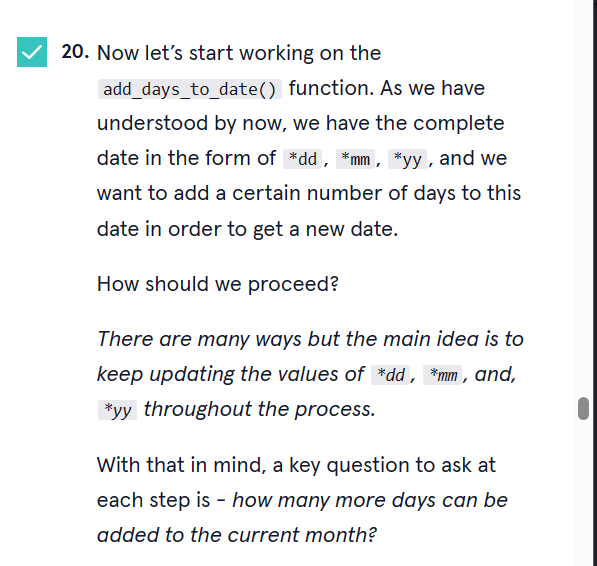 20. Now let’s start working on the
add_days_to_date() function. As we have
understood by now, we have the complete
date in the form of *dd, *mm, *yy, and we
want to add a certain number of days to this
date in order to get a new date.
How should we proceed?
There are many ways but the main idea is to
keep updating the values of *dd, *mm, and,
*yy throughout the process.
With that in mind, a key question to ask at
each step is - how many more days can be
added to the current month?